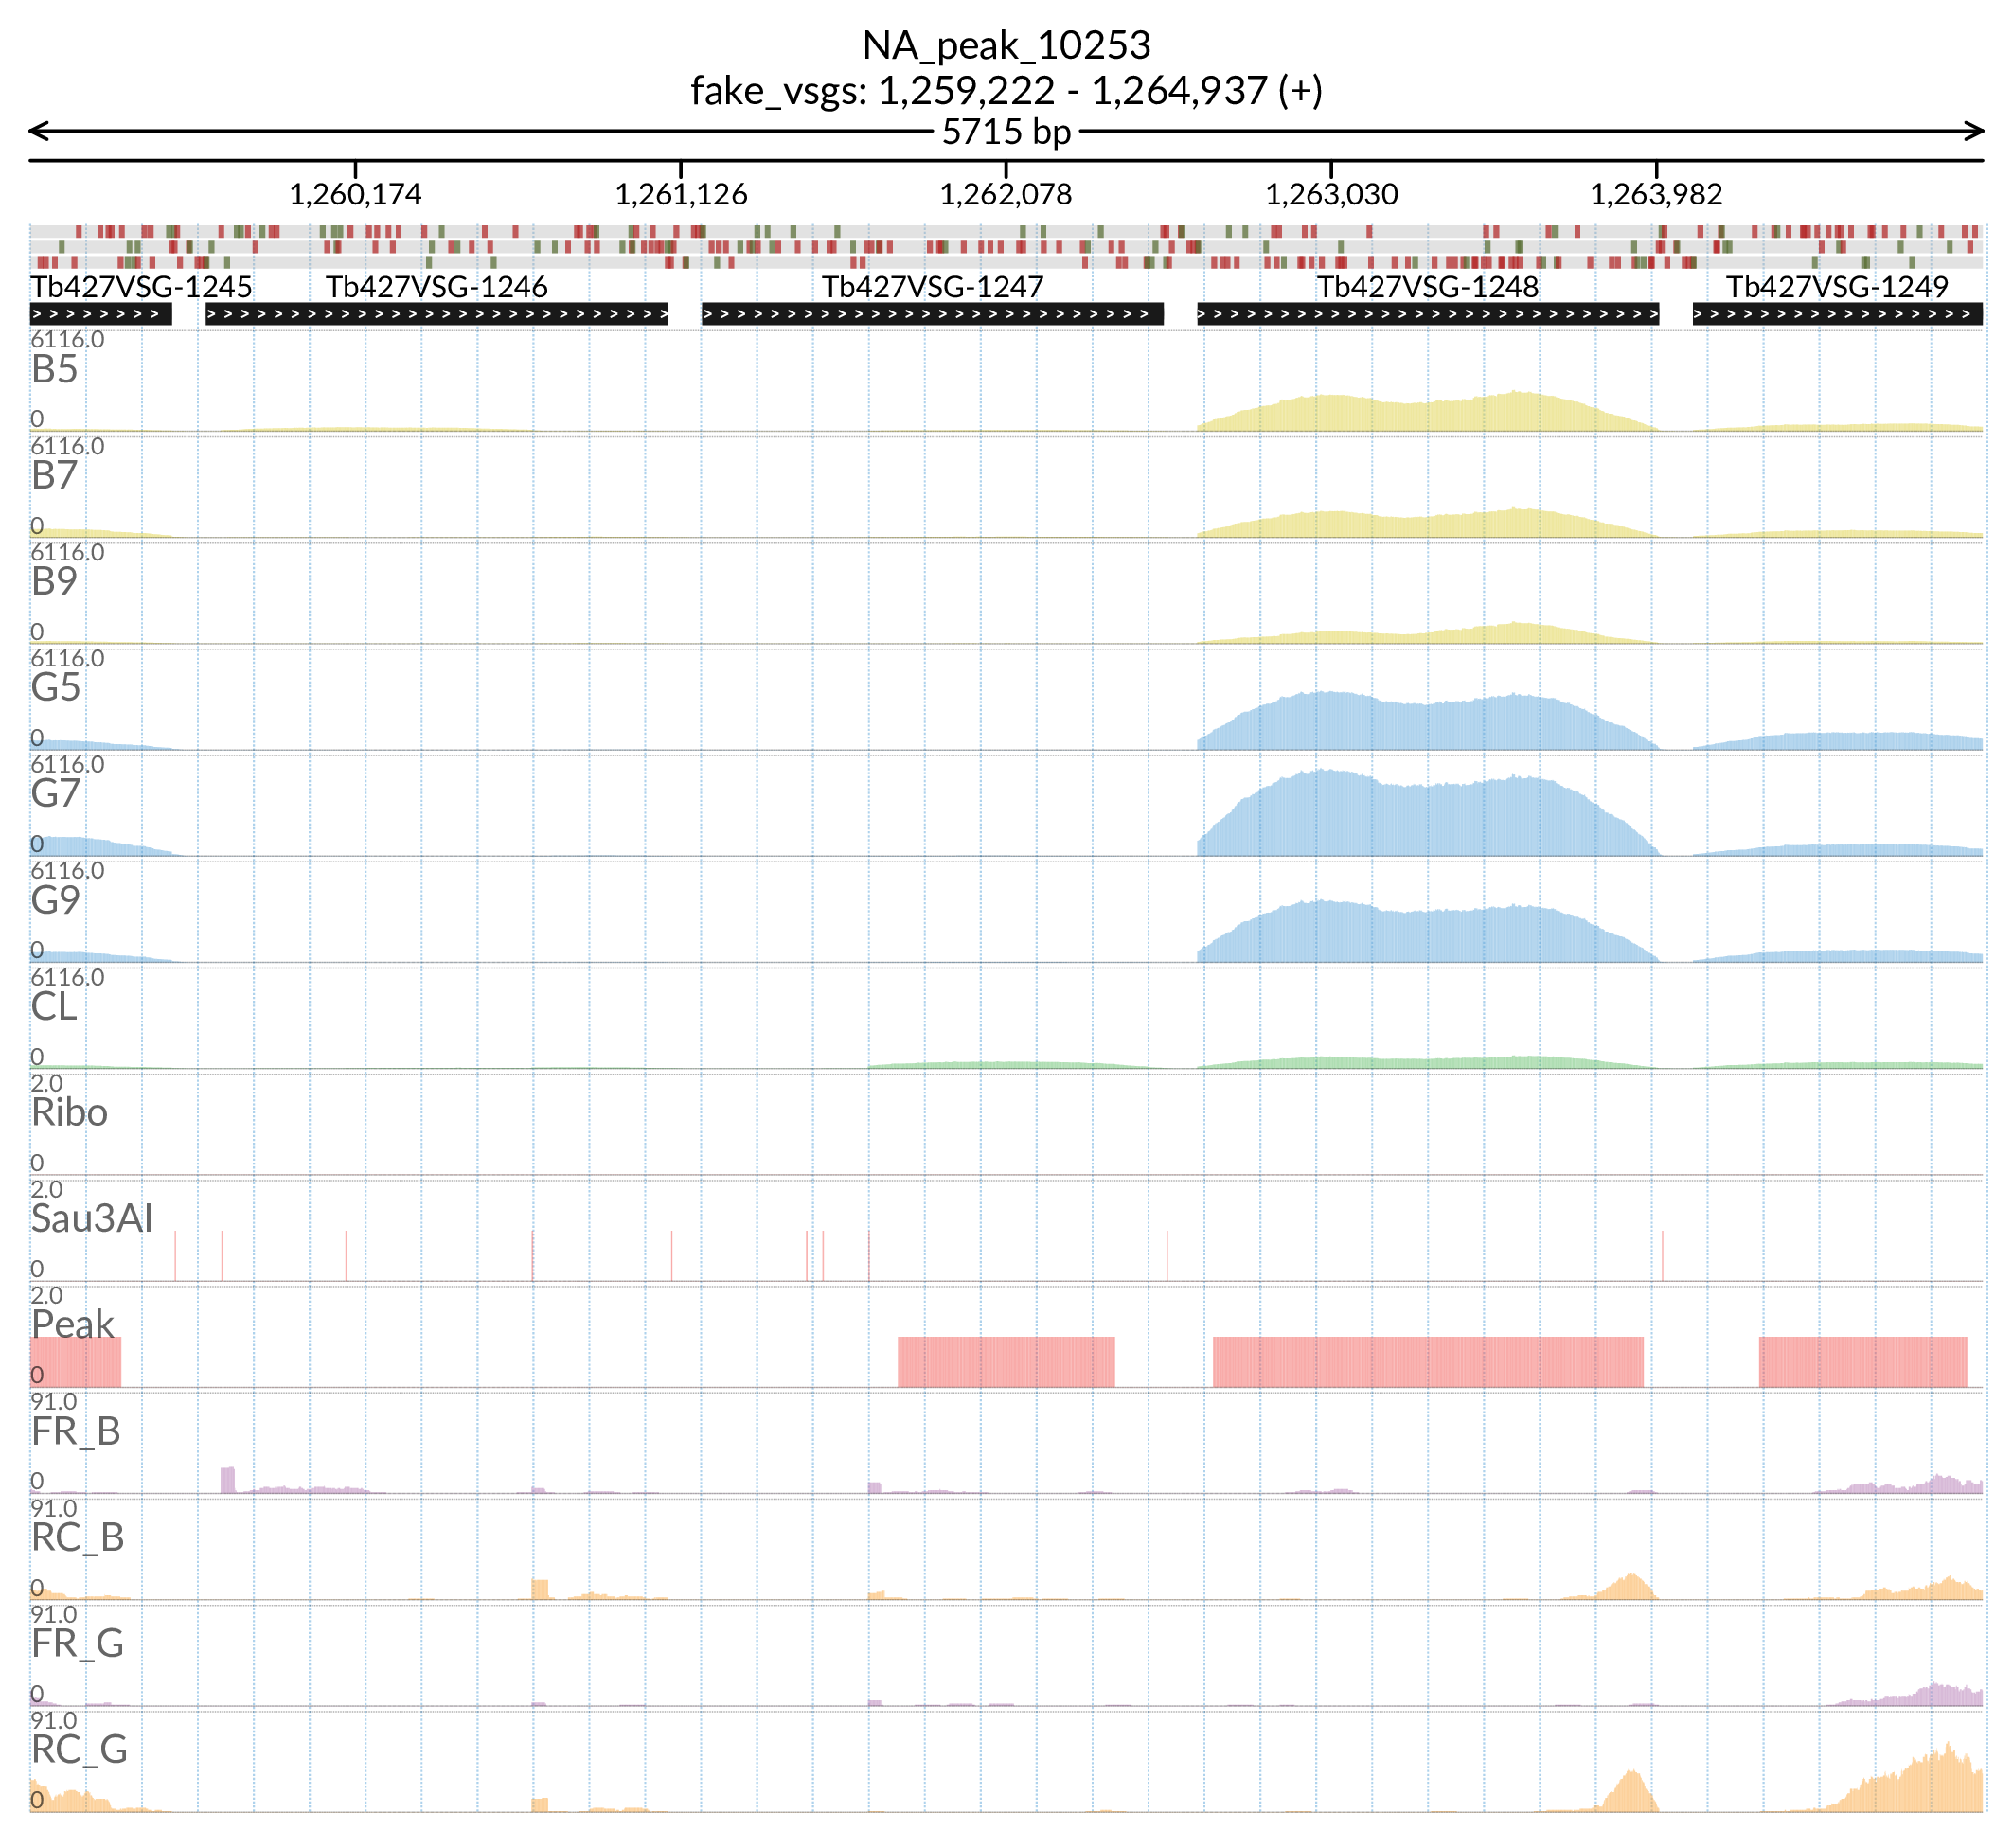 NA_peak_10253
fake_vsgs: 1,259,222 - 1,264,937 (+)
5715 bp
1,260,174 1,261,126 1,262,078 1,263,030 1,263,982
Tb427VSG-1245 Tb427VSG-1246 Tb427VSG-1247 Tb427VSG-1248 Tb427VSG-1249
6116.0
B5
0
6116.0
B7
0
6116.0
B9
0
6116.0
G5
0
6116.0
G7
0
6116.0
G9
0
6116.0
CL
0
2.0
Ribo
0
2.0
Sau3AI
0
2.0
Peak
0
91.0
FR_B
0
91.0
RC_B
0
91.0
FR_G
0
91.0
RC_G
0